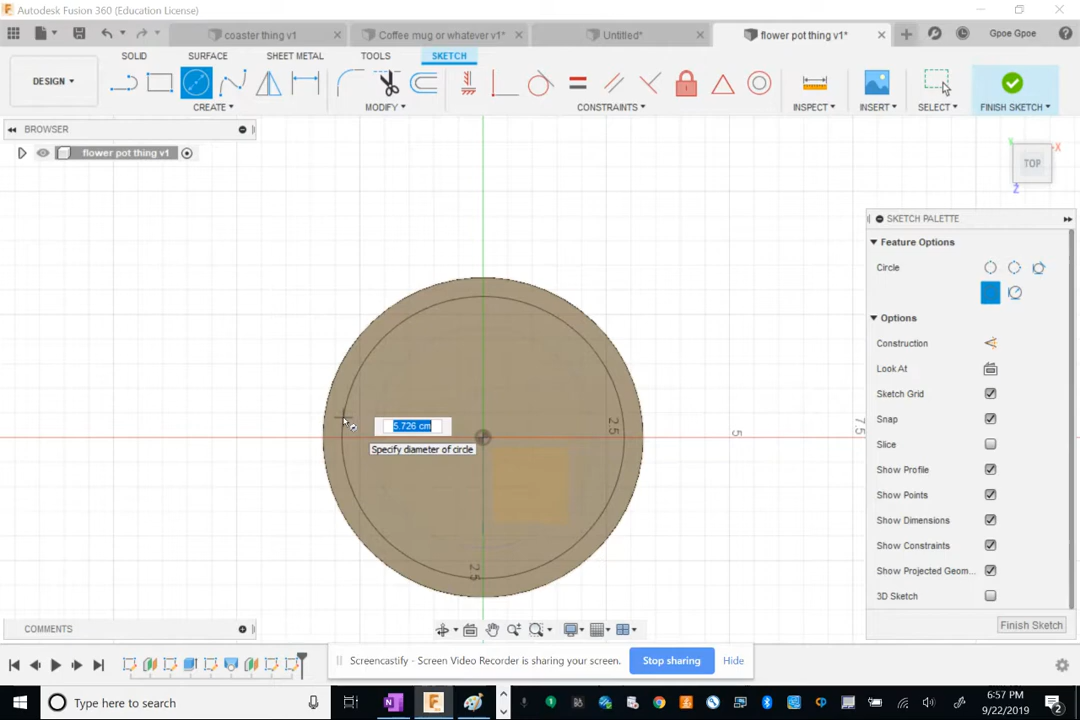 Autodesk Fusion 360 (Education License)
coaster thing v1
Coffee mug or whatever v1*
Untitled*
flower pot thing v1*
Gpoe Gpoe
SOLID
SURFACE
SHEET METAL
TOOLS
SKETCH
DESIGN
CREATE
MODIFY
CONSTRAINTS
INSPECT
INSERT
SELECT
FINISH SKETCH
BROWSER
flower pot thing v1
TOP
X
Y
Z
SKETCH PALETTE
Feature Options
Circle
Options
Construction
Look At
Sketch Grid
Snap
Slice
Show Profile
Show Points
Show Dimensions
Show Constraints
Show Projected Geom...
3D Sketch
Finish Sketch
5.726 cm
Specify diameter of circle
2.5
5
7.5
2.5
COMMENTS
Screencastify - Screen Video Recorder is sharing your screen.
Stop sharing
Hide
Type here to search
6:57 PM
9/22/2019
2